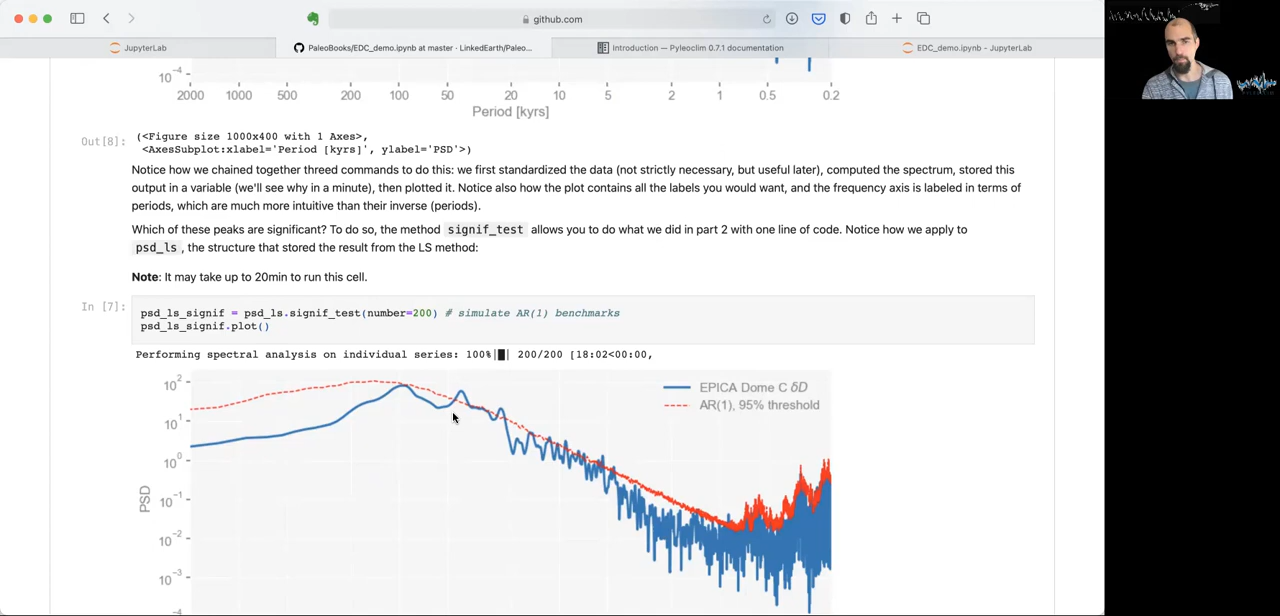 github.com
JupyterLab
PaleoBooks/EDC_demo.ipynb at master · LinkedEarth/Paleo...
Introduction — Pyleoclim 0.7.1 documentation
EDC_demo.ipynb - JupyterLab
10-4
2000 1000 500 200 100 50 20 10 5 2 1 0.5 0.2
Period [kyrs]
Out[8]: (<Figure size 1000x400 with 1 Axes>,
<AxesSubplot:xlabel='Period [kyrs]', ylabel='PSD'>)
Notice how we chained together threed commands to do this: we first standardized the data (not strictly necessary, but useful later), computed the spectrum, stored this
output in a variable (we'll see why in a minute), then plotted it. Notice also how the plot contains all the labels you would want, and the frequency axis is labeled in terms of
periods, which are much more intuitive than their inverse (periods).
Which of these peaks are significant? To do so, the method signif_test allows you to do what we did in part 2 with one line of code. Notice how we apply to
psd_ls , the structure that stored the result from the LS method:
Note: It may take up to 20min to run this cell.
In [7]: psd_ls_signif = psd_ls.signif_test(number=200) # simulate AR(1) benchmarks
psd_ls_signif.plot()
Performing spectral analysis on individual series: 100%|█| 200/200 [18:02<00:00,
102
EPICA Dome C δD
AR(1), 95% threshold
101
100
10-1
PSD
10-2
10-3
-4